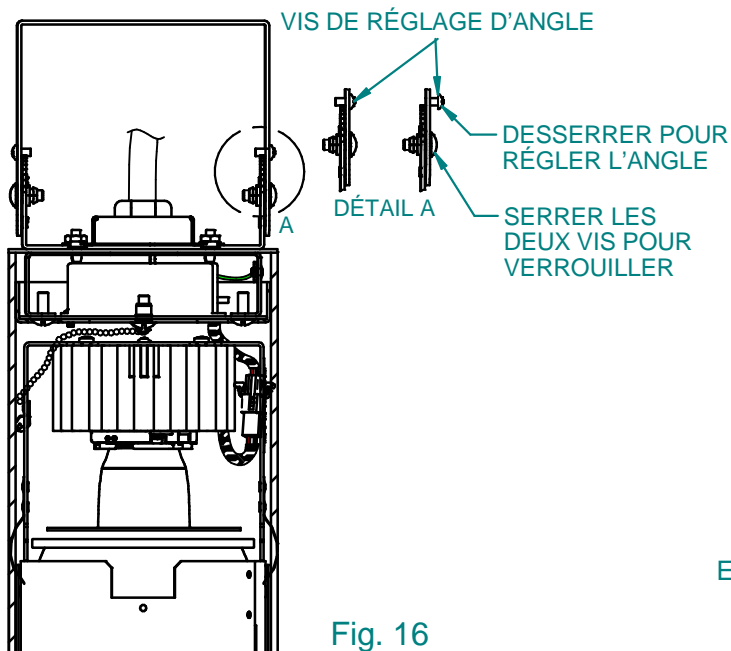 VIS DE RÉGLAGE D’ANGLE
DESSERRER POUR
RÉGLER L’ANGLE
DÉTAIL A
A
SERRER LES
DEUX VIS POUR
VERROUILLER
E
Fig. 16